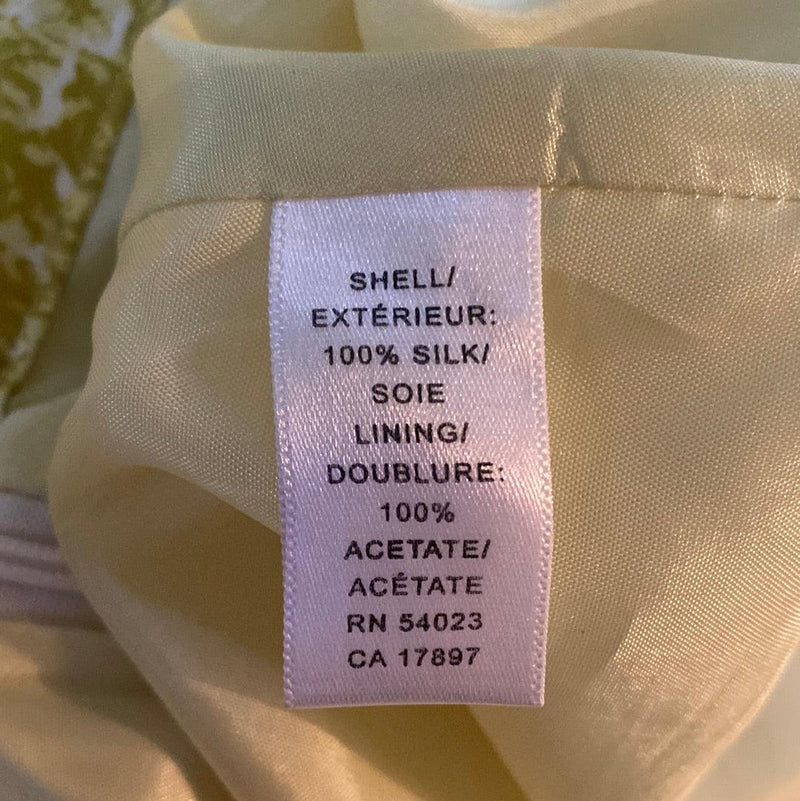 SHELL/
EXTÉRIEUR:
100% SILK/
SOIE
LINING/
DOUBLURE:
100%
ACETATE/
ACÉTATE
RN 54023
CA 17897